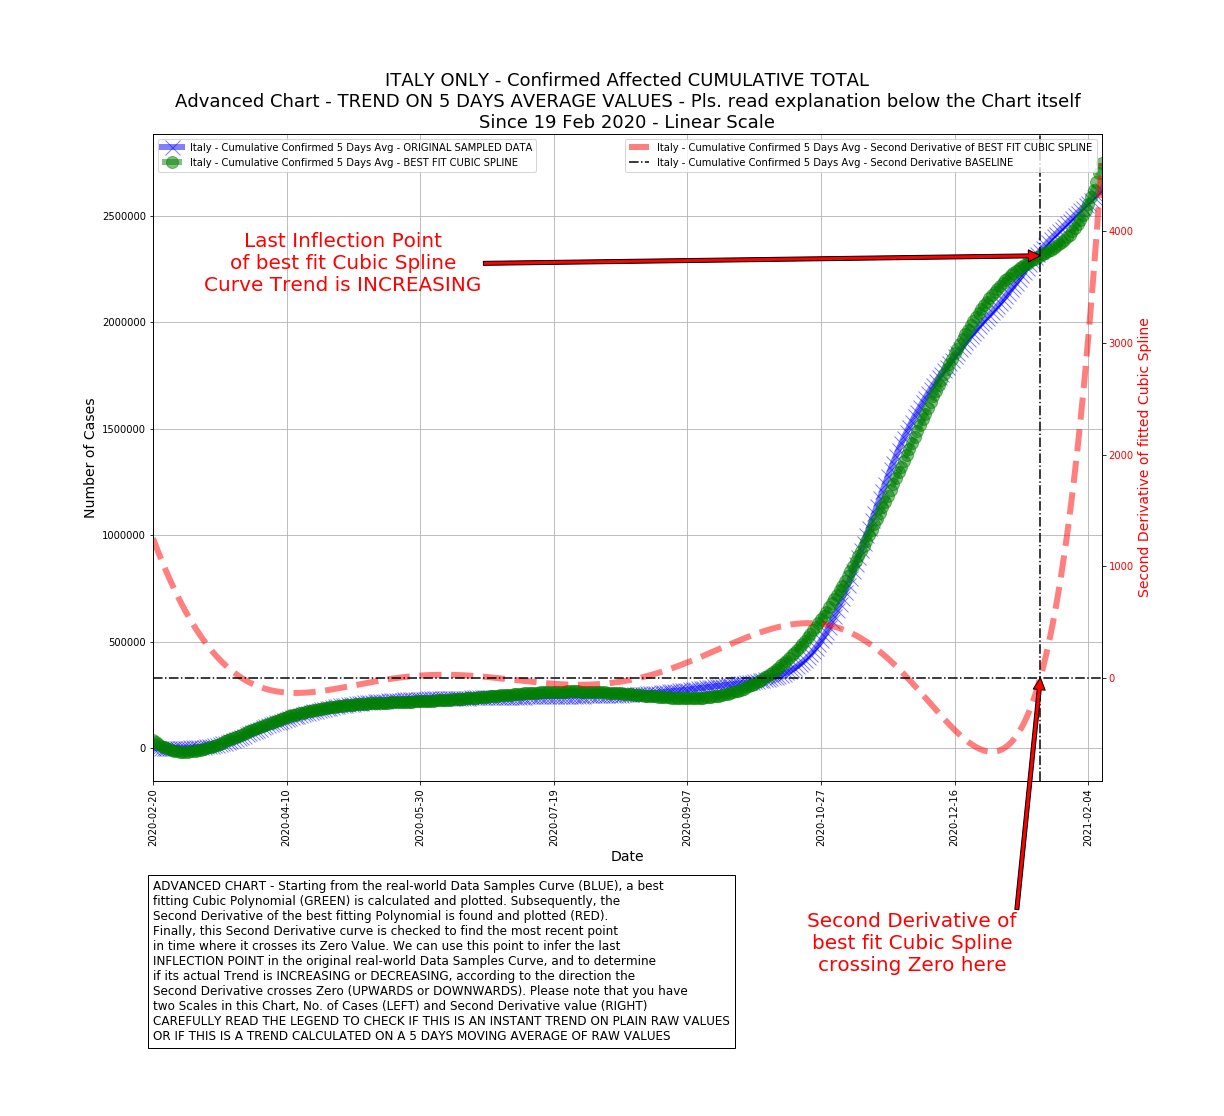 ITALY ONLY - Confirmed Affected CUMULATIVE TOTAL
Advanced Chart - TREND ON 5 DAYS AVERAGE VALUES - Pls. read explanation below the Chart itself
Since 19 Feb 2020 - Linear Scale
Italy - Cumulative Confirmed 5 Days Avg - ORIGINAL SAMPLED DATA
Italy - Cumulative Confirmed 5 Days Avg - BEST FIT CUBIC SPLINE
Italy - Cumulative Confirmed 5 Days Avg - Second Derivative of BEST FIT CUBIC SPLINE
Italy - Cumulative Confirmed 5 Days Avg - Second Derivative BASELINE
Last Inflection Point
of best fit Cubic Spline
Curve Trend is INCREASING
Number of Cases
2500000
2000000
1500000
1000000
500000
0
4000
3000
2000
1000
0
Second Derivative of fitted Cubic Spline
2020-02-20
2020-04-10
2020-05-30
2020-07-19
2020-09-07
2020-10-27
2020-12-16
2021-02-04
Date
ADVANCED CHART - Starting from the real-world Data Samples Curve (BLUE), a best
fitting Cubic Polynomial (GREEN) is calculated and plotted. Subsequently, the
Second Derivative of the best fitting Polynomial is found and plotted (RED).
Finally, this Second Derivative curve is checked to find the most recent point
in time where it crosses its Zero Value. We can use this point to infer the last
INFLECTION POINT in the original real-world Data Samples Curve, and to determine
if its actual Trend is INCREASING or DECREASING, according to the direction the
Second Derivative crosses Zero (UPWARDS or DOWNWARDS). Please note that you have
two Scales in this Chart, No. of Cases (LEFT) and Second Derivative value (RIGHT)
CAREFULLY READ THE LEGEND TO CHECK IF THIS IS AN INSTANT TREND ON PLAIN RAW VALUES
OR IF THIS IS A TREND CALCULATED ON A 5 DAYS MOVING AVERAGE OF RAW VALUES
Second Derivative of
best fit Cubic Spline
crossing Zero here